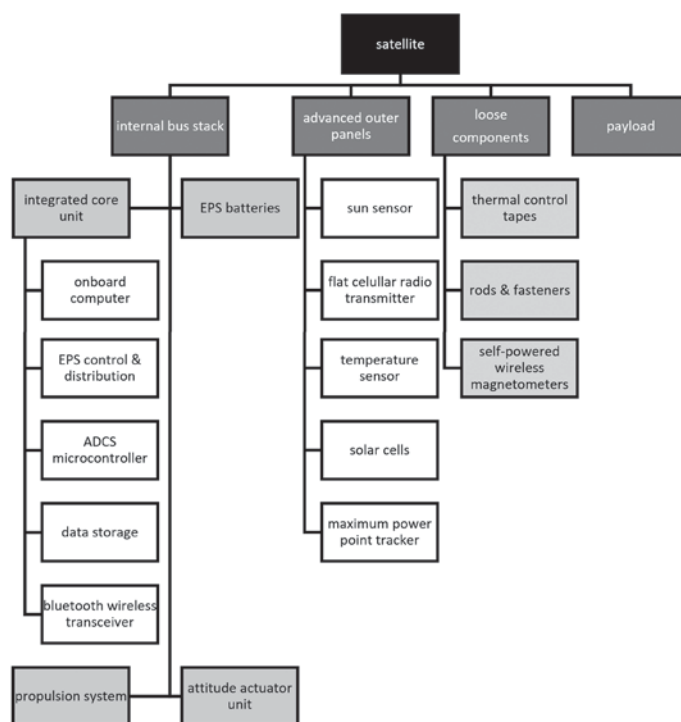 satellite
internal bus stack
advanced outer
panels
loose
components
payload
integrated core
unit
EPS batteries
sun sensor
thermal control
tapes
onboard
computer
flat celullar radio
transmitter
rods & fasteners
EPS control &
distribution
temperature
sensor
self-powered
wireless
magnetometers
ADCS
microcontroller
solar cells
data storage
maximum power
point tracker
bluetooth wireless
transceiver
propulsion system
attitude actuator
unit